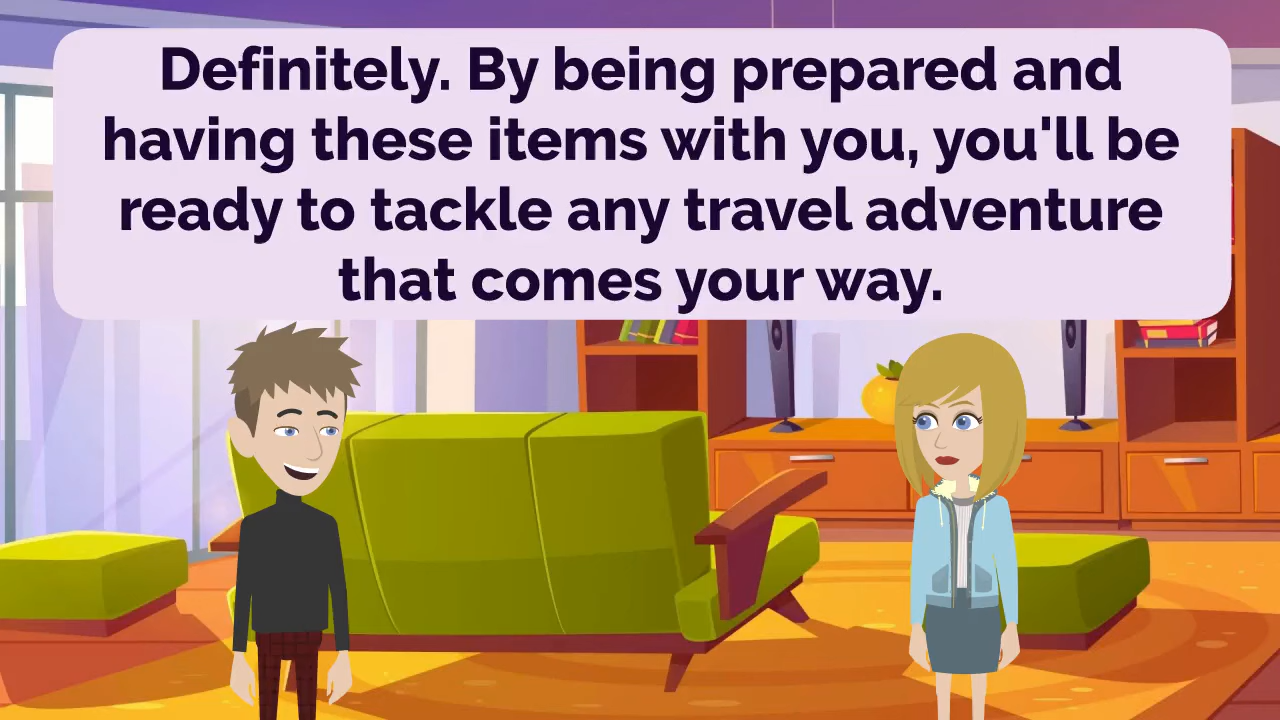 Definitely. By being prepared and
having these items with you, you'll be
ready to tackle any travel adventure
that comes your way.